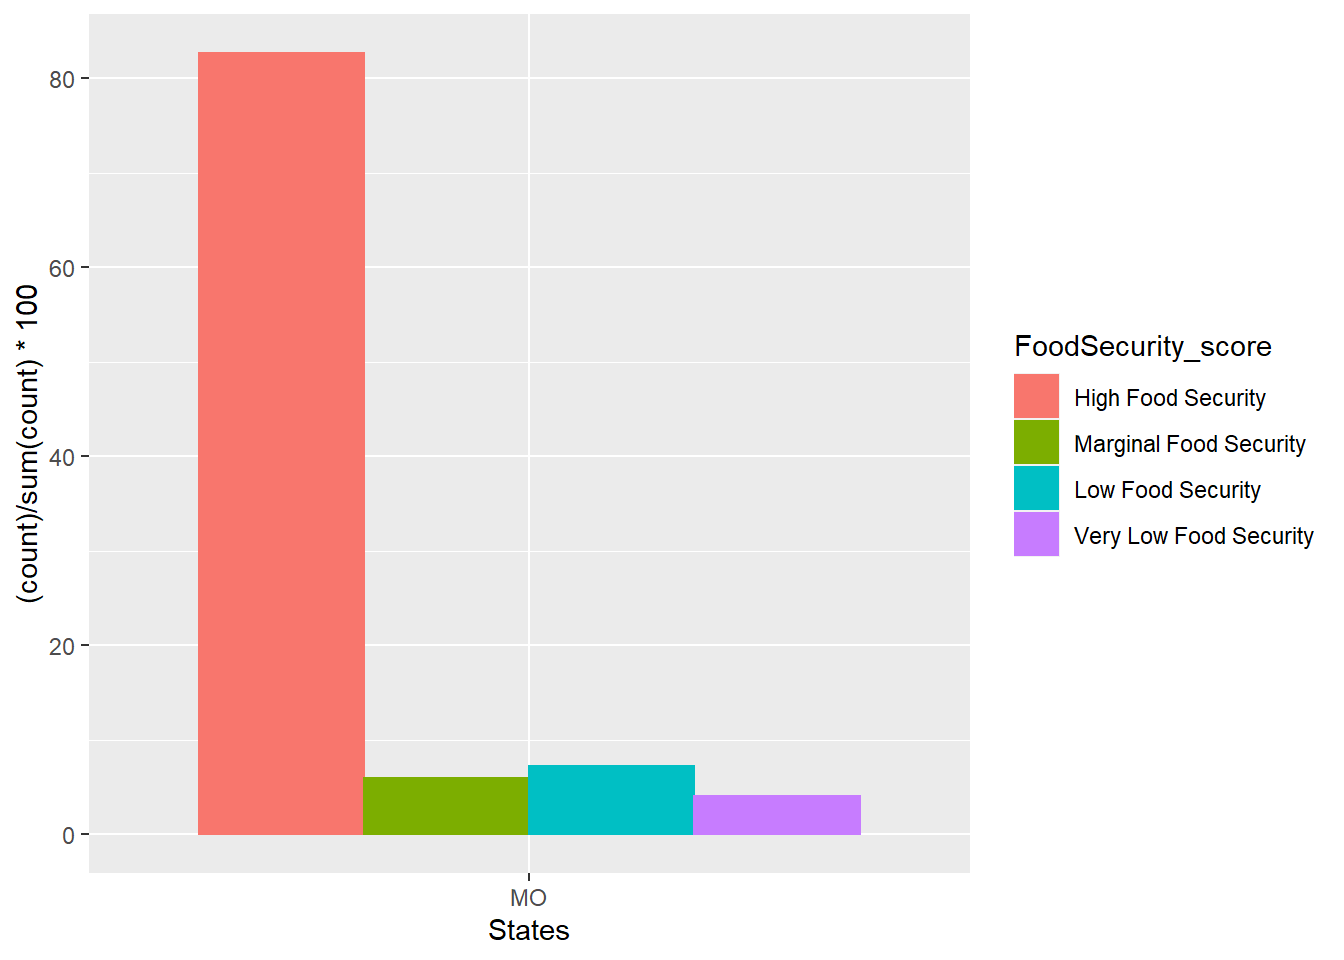 (count)/sum(count) * 100
80
60
40
20
0
MO
States
FoodSecurity_score
High Food Security
Marginal Food Security
Low Food Security
Very Low Food Security